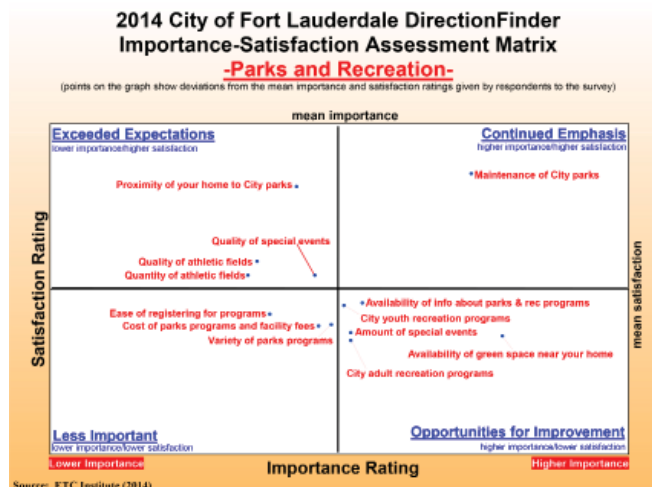 2014 City of Fort Lauderdale DirectionFinder
Importance-Satisfaction Assessment Matrix
-Parks and Recreation-
(points on the graph show deviations from the mean importance and satisfaction ratings given by respondents to the survey)
mean importance
Exceeded Expectations
lower importance/higher satisfaction
Continued Emphasis
higher importance/higher satisfaction
Maintenance of City parks
Proximity of your home to City parks
Quality of special events
Quality of athletic fields
Quantity of athletic fields
Satisfaction Rating
mean satisfaction
Ease of registering for programs
Cost of parks programs and facility fees
Variety of parks programs
Availability of info about parks & rec programs
City youth recreation programs
Amount of special events
Availability of green space near your home
City adult recreation programs
Less Important
lower importance/lower satisfaction
Opportunities for Improvement
higher importance/lower satisfaction
Lower Importance
Importance Rating
Higher Importance
Source: ETC Institute (2014)